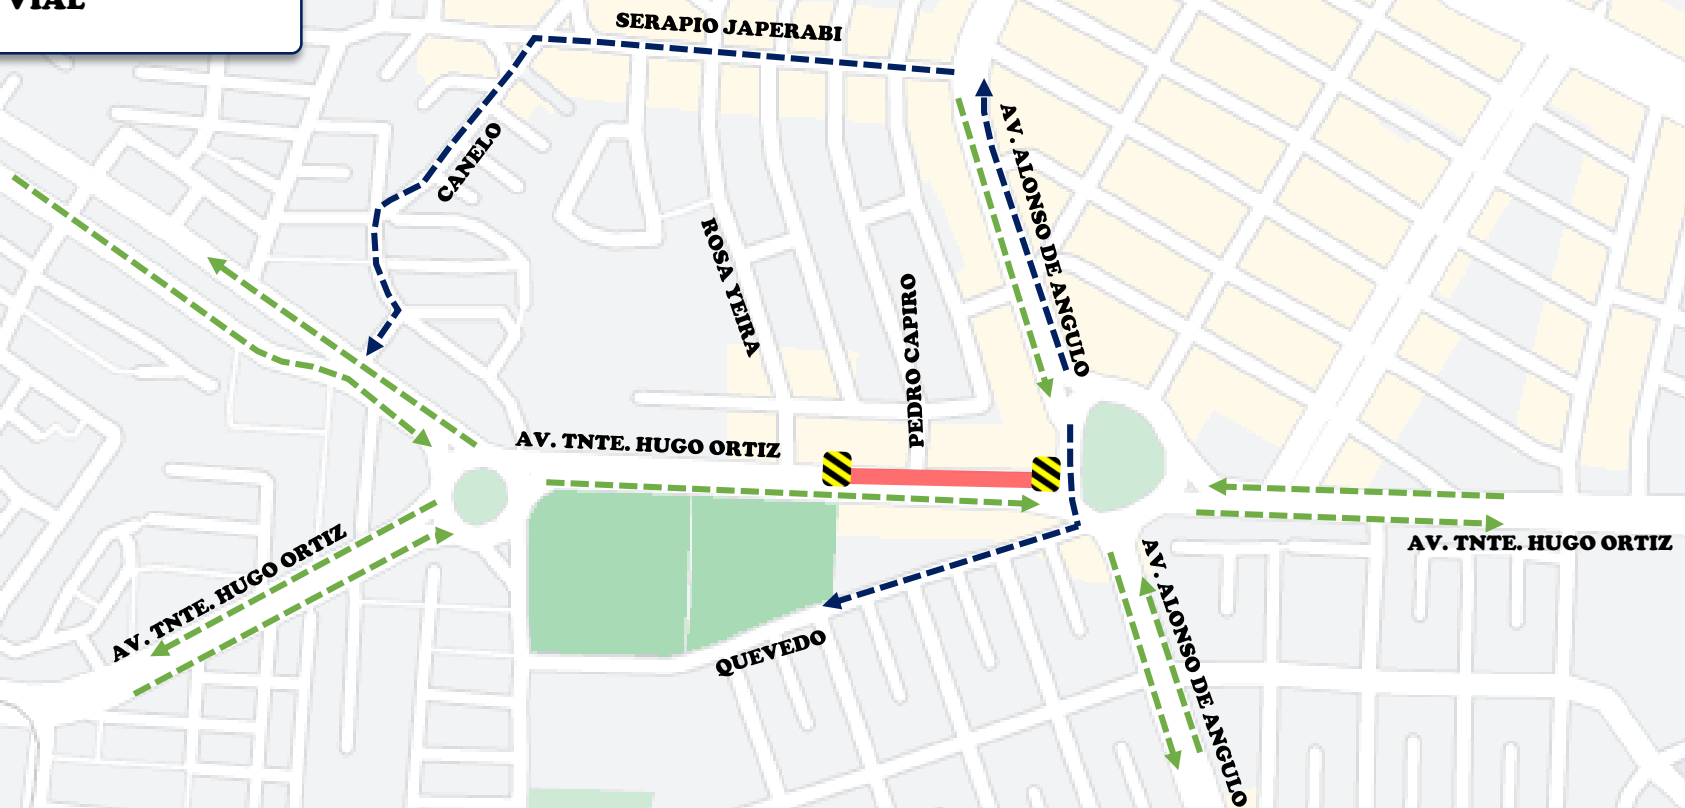 VIAL
SERAPIO JAPERABI
CANELO
AV. ALONSO DE ANGULO
ROSA YEIRA
PEDRO CAPIRO
AV. TNTE. HUGO ORTIZ
AV. TNTE. HUGO ORTIZ
AV. TNTE. HUGO ORTIZ
QUEVEDO
AV. ALONSO DE ANGULO